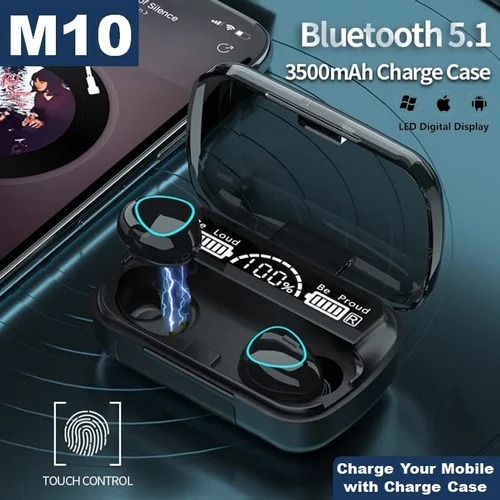 M10
of Silence
Bluetooth 5.1
3500mAh Charge Case
LED Digital Display
Be Loud
100%
Be Proud
R
TOUCH CONTROL
Charge Your Mobile
with Charge Case